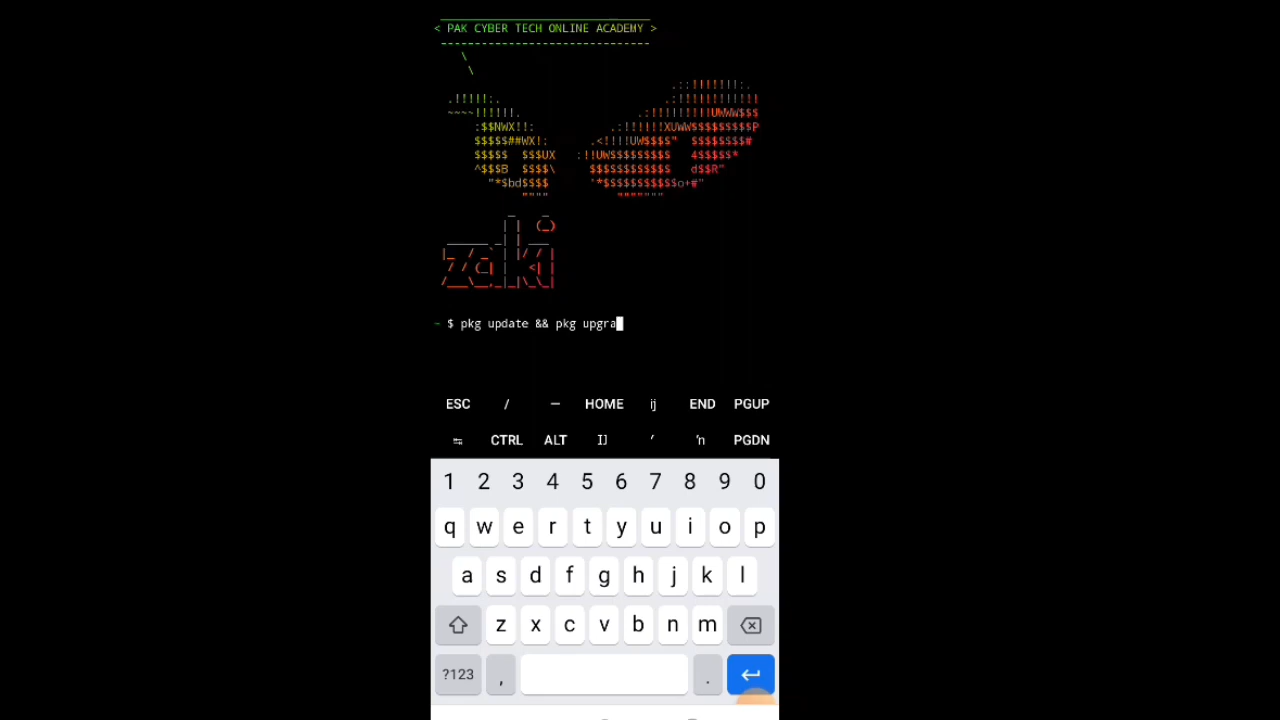 < PAK CYBER TECH ONLINE ACADEMY >
zaki
~ $ pkg update && pkg upgra
ESC / — HOME END PGUP
CTRL ALT PGDN
1 2 3 4 5 6 7 8 9 0
q w e r t y u i o p
a s d f g h j k l
z x c v b n m
?123 , .